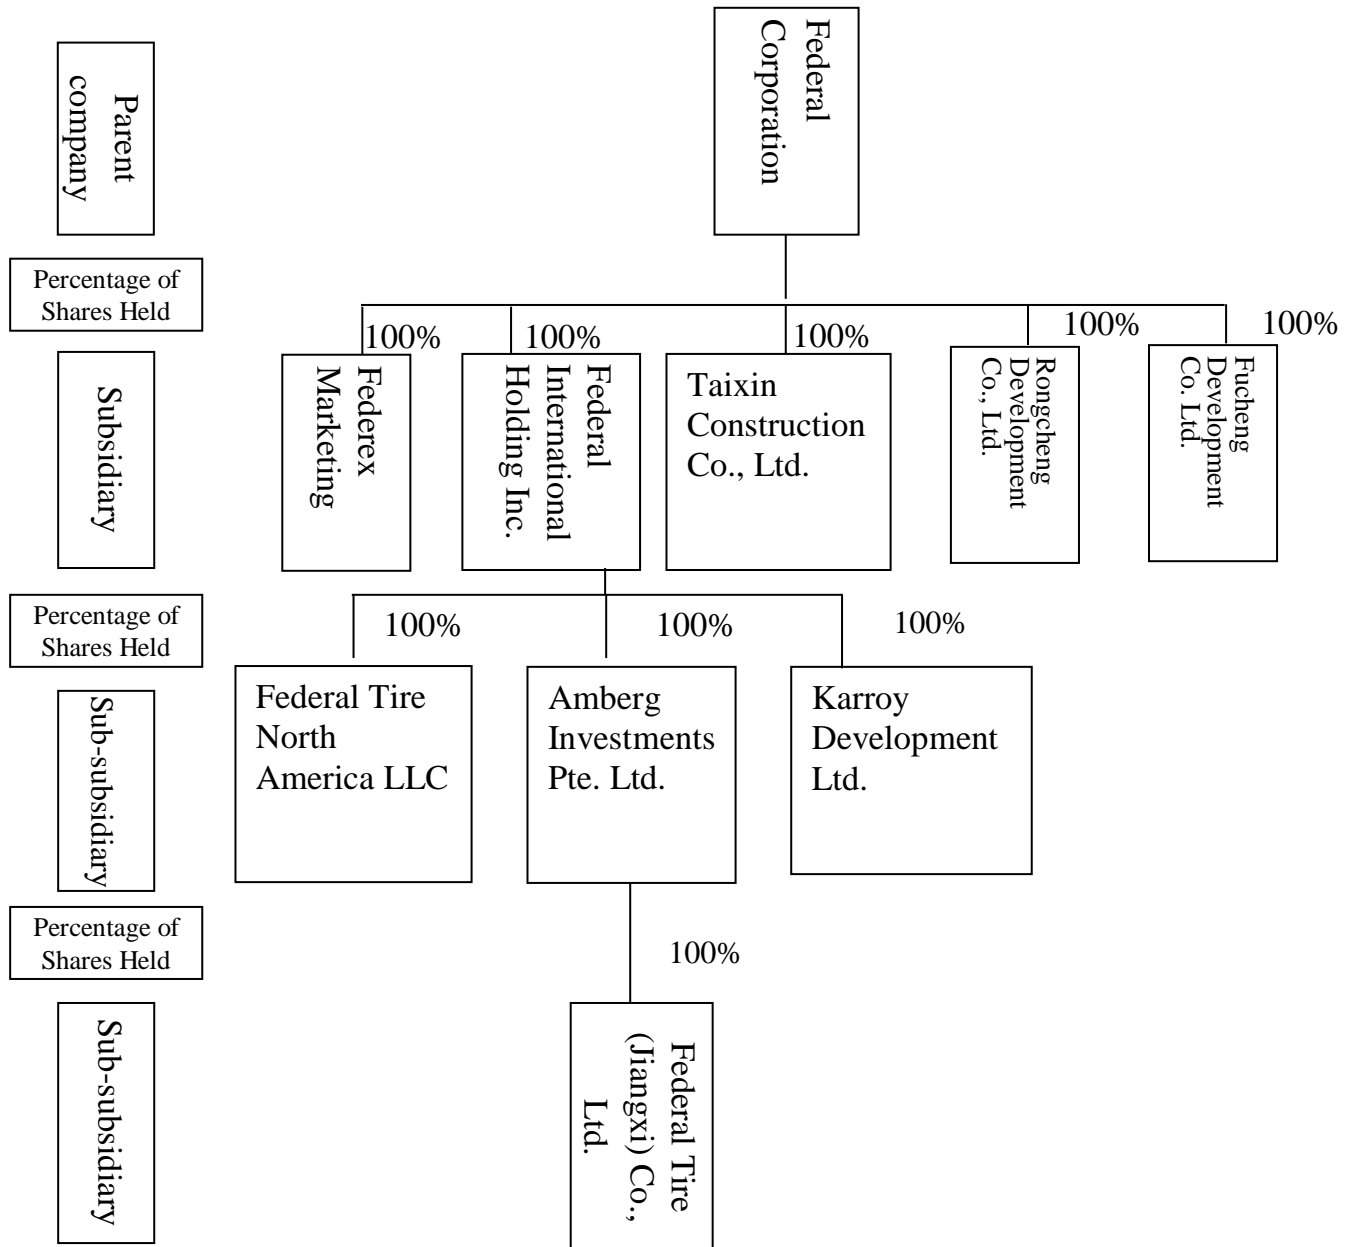 Parent
company
Federal
Corporation
Percentage of
Shares Held
100%
100%
100%
100%
100%
Subsidiary
Federex
Marketing
Federal
International
Holding Inc.
Taixin
Construction
Co., Ltd.
Rongcheng
Development
Co., Ltd.
Fucheng
Development
Co. Ltd.
Percentage of
Shares Held
100%
100%
100%
Sub-subsidiary
Federal Tire
North
America LLC
Amberg
Investments
Pte. Ltd.
Karroy
Development
Ltd.
Percentage of
Shares Held
100%
Sub-subsidiary
Federal Tire
(Jiangxi) Co.,
Ltd.